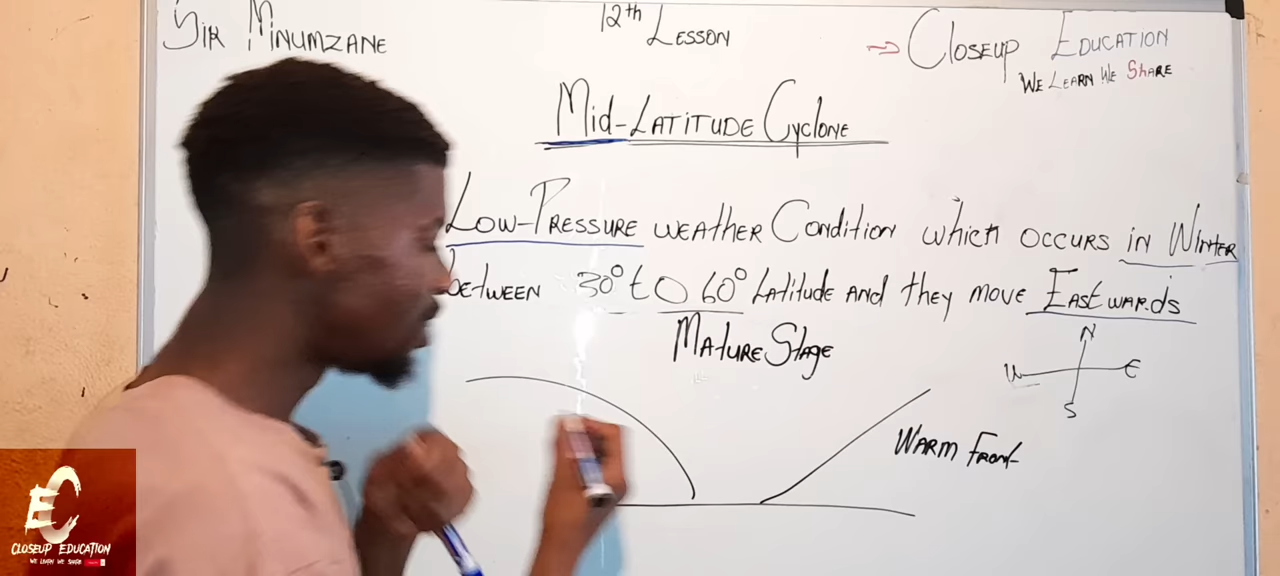 Sir Minumzane
12th Lesson
→ Closeup Education
We Learn We Share
Mid-Latitude Cyclone
Low-Pressure weather Condition which occurs in Winter
between 30° to 60° Latitude and they move Eastwards
Mature Stage
N
W E
S
Warm Front
EC
CLOSEUP EDUCATION
WE LEARN WE SHARE